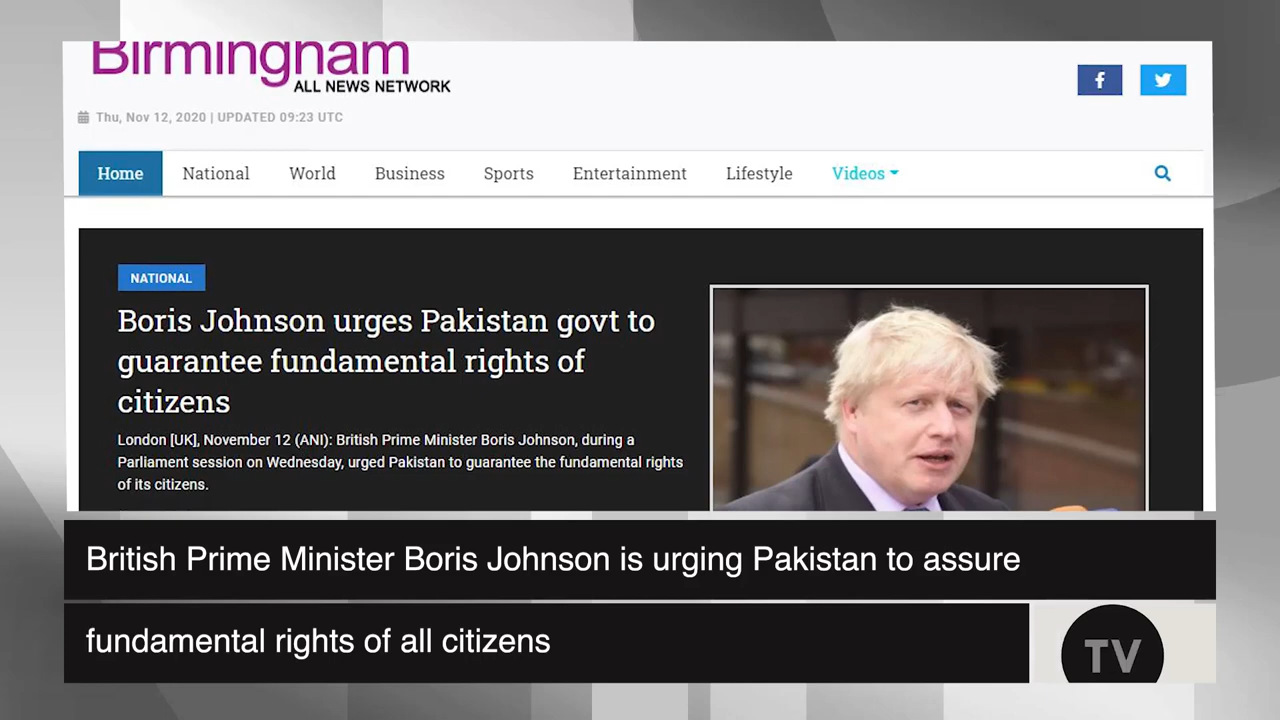 Birmingham
ALL NEWS NETWORK
Thu, Nov 12, 2020 | UPDATED 09:23 UTC
Home National World Business Sports Entertainment Lifestyle Videos
NATIONAL
Boris Johnson urges Pakistan govt to
guarantee fundamental rights of
citizens
London [UK], November 12 (ANI): British Prime Minister Boris Johnson, during a
Parliament session on Wednesday, urged Pakistan to guarantee the fundamental rights
of its citizens.
British Prime Minister Boris Johnson is urging Pakistan to assure
fundamental rights of all citizens
TV